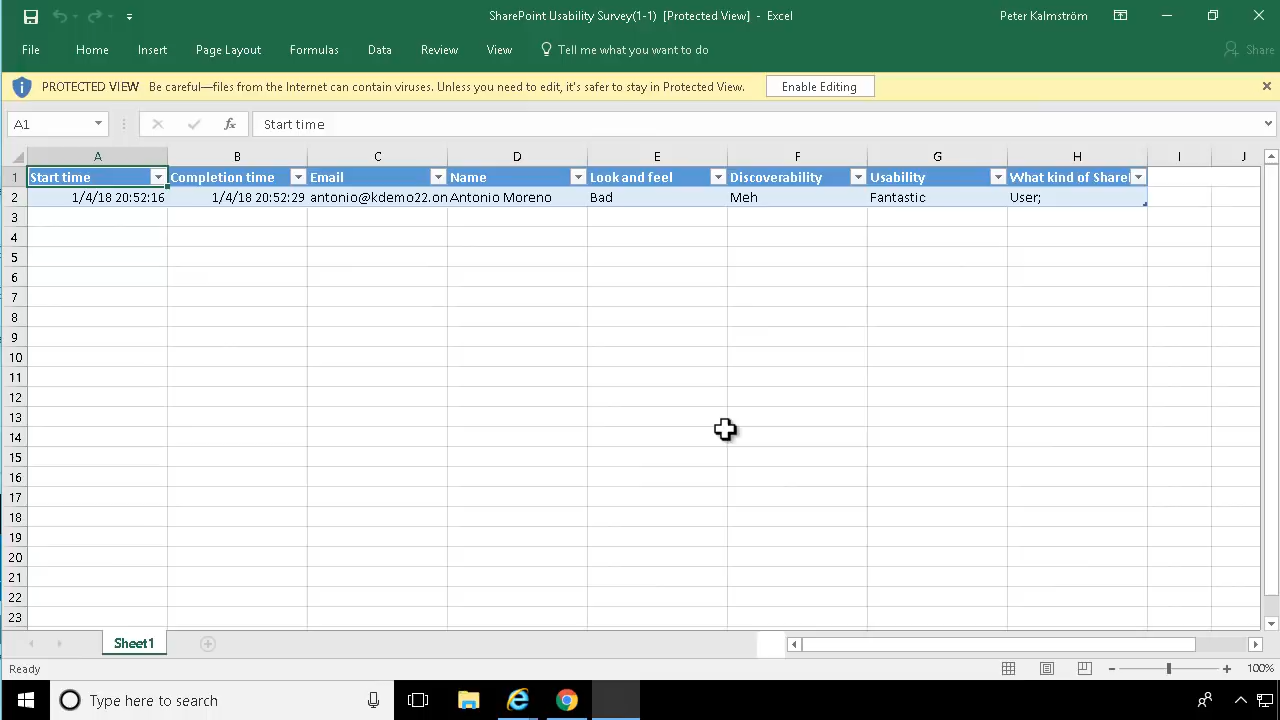 SharePoint Usability Survey(1-1) [Protected View] - Excel
Peter Kalmström
File Home Insert Page Layout Formulas Data Review View Tell me what you want to do Share
PROTECTED VIEW Be careful—files from the Internet can contain viruses. Unless you need to edit, it's safer to stay in Protected View. Enable Editing
A1 fx Start time
A B C D E F G H I J
1 Start time Completion time Email Name Look and feel Discoverability Usability What kind of Share
2 1/4/18 20:52:16 1/4/18 20:52:29 antonio@kdemo22.on Antonio Moreno Bad Meh Fantastic User;
3
4
5
6
7
8
9
10
11
12
13
14
15
16
17
18
19
20
21
22
23
Sheet1
Ready 100%
Type here to search